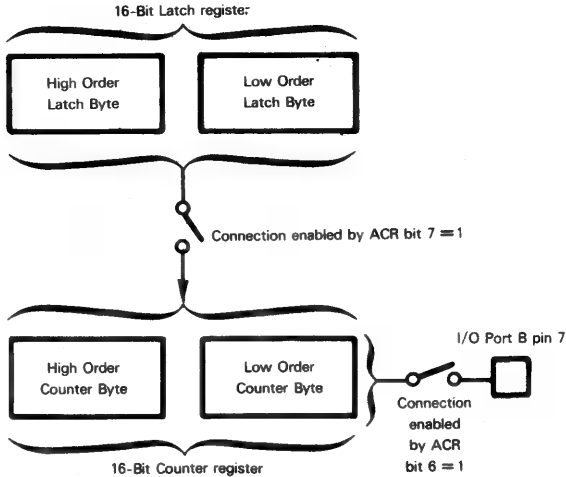 16-Bit Latch register
High Order
Latch Byte
Low Order
Latch Byte
Connection enabled by ACR bit 7 = 1
High Order
Counter Byte
Low Order
Counter Byte
I/O Port B pin 7
Connection
enabled
by ACR
bit 6 = 1
16-Bit Counter register